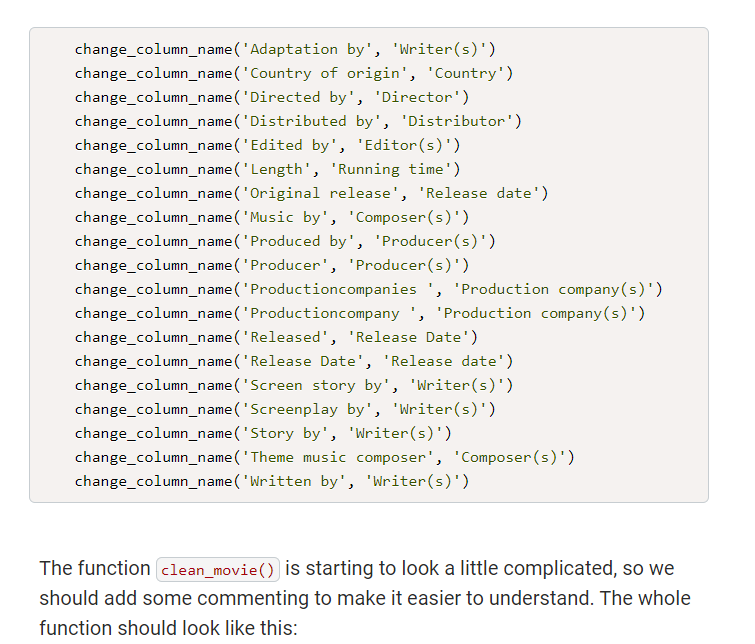 change_column_name('Adaptation by', 'Writer(s)')
change_column_name('Country of origin', 'Country')
change_column_name('Directed by', 'Director')
change_column_name('Distributed by', 'Distributor')
change_column_name('Edited by', 'Editor(s)')
change_column_name('Length', 'Running time')
change_column_name('Original release', 'Release date')
change_column_name('Music by', 'Composer(s)')
change_column_name('Produced by', 'Producer(s)')
change_column_name('Producer', 'Producer(s)')
change_column_name('Productioncompanies ', 'Production company(s)')
change_column_name('Productioncompany ', 'Production company(s)')
change_column_name('Released', 'Release Date')
change_column_name('Release Date', 'Release date')
change_column_name('Screen story by', 'Writer(s)')
change_column_name('Screenplay by', 'Writer(s)')
change_column_name('Story by', 'Writer(s)')
change_column_name('Theme music composer', 'Composer(s)')
change_column_name('Written by', 'Writer(s)')
The function clean_movie() is starting to look a little complicated, so we
should add some commenting to make it easier to understand. The whole
function should look like this: